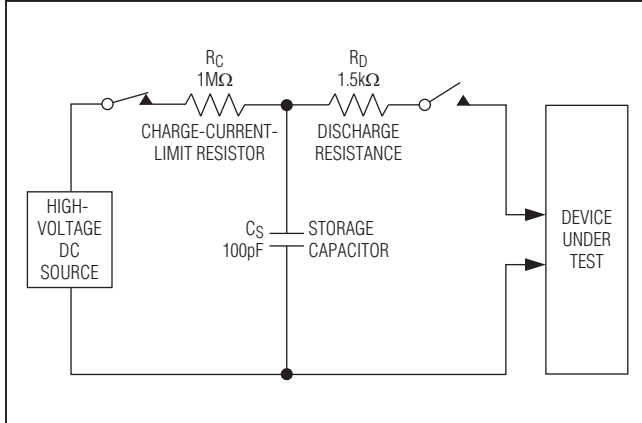 R_C
1MΩ
CHARGE-CURRENT-
LIMIT RESISTOR
R_D
1.5kΩ
DISCHARGE
RESISTANCE
HIGH-
VOLTAGE
DC
SOURCE
C_S
100pF
STORAGE
CAPACITOR
DEVICE
UNDER
TEST